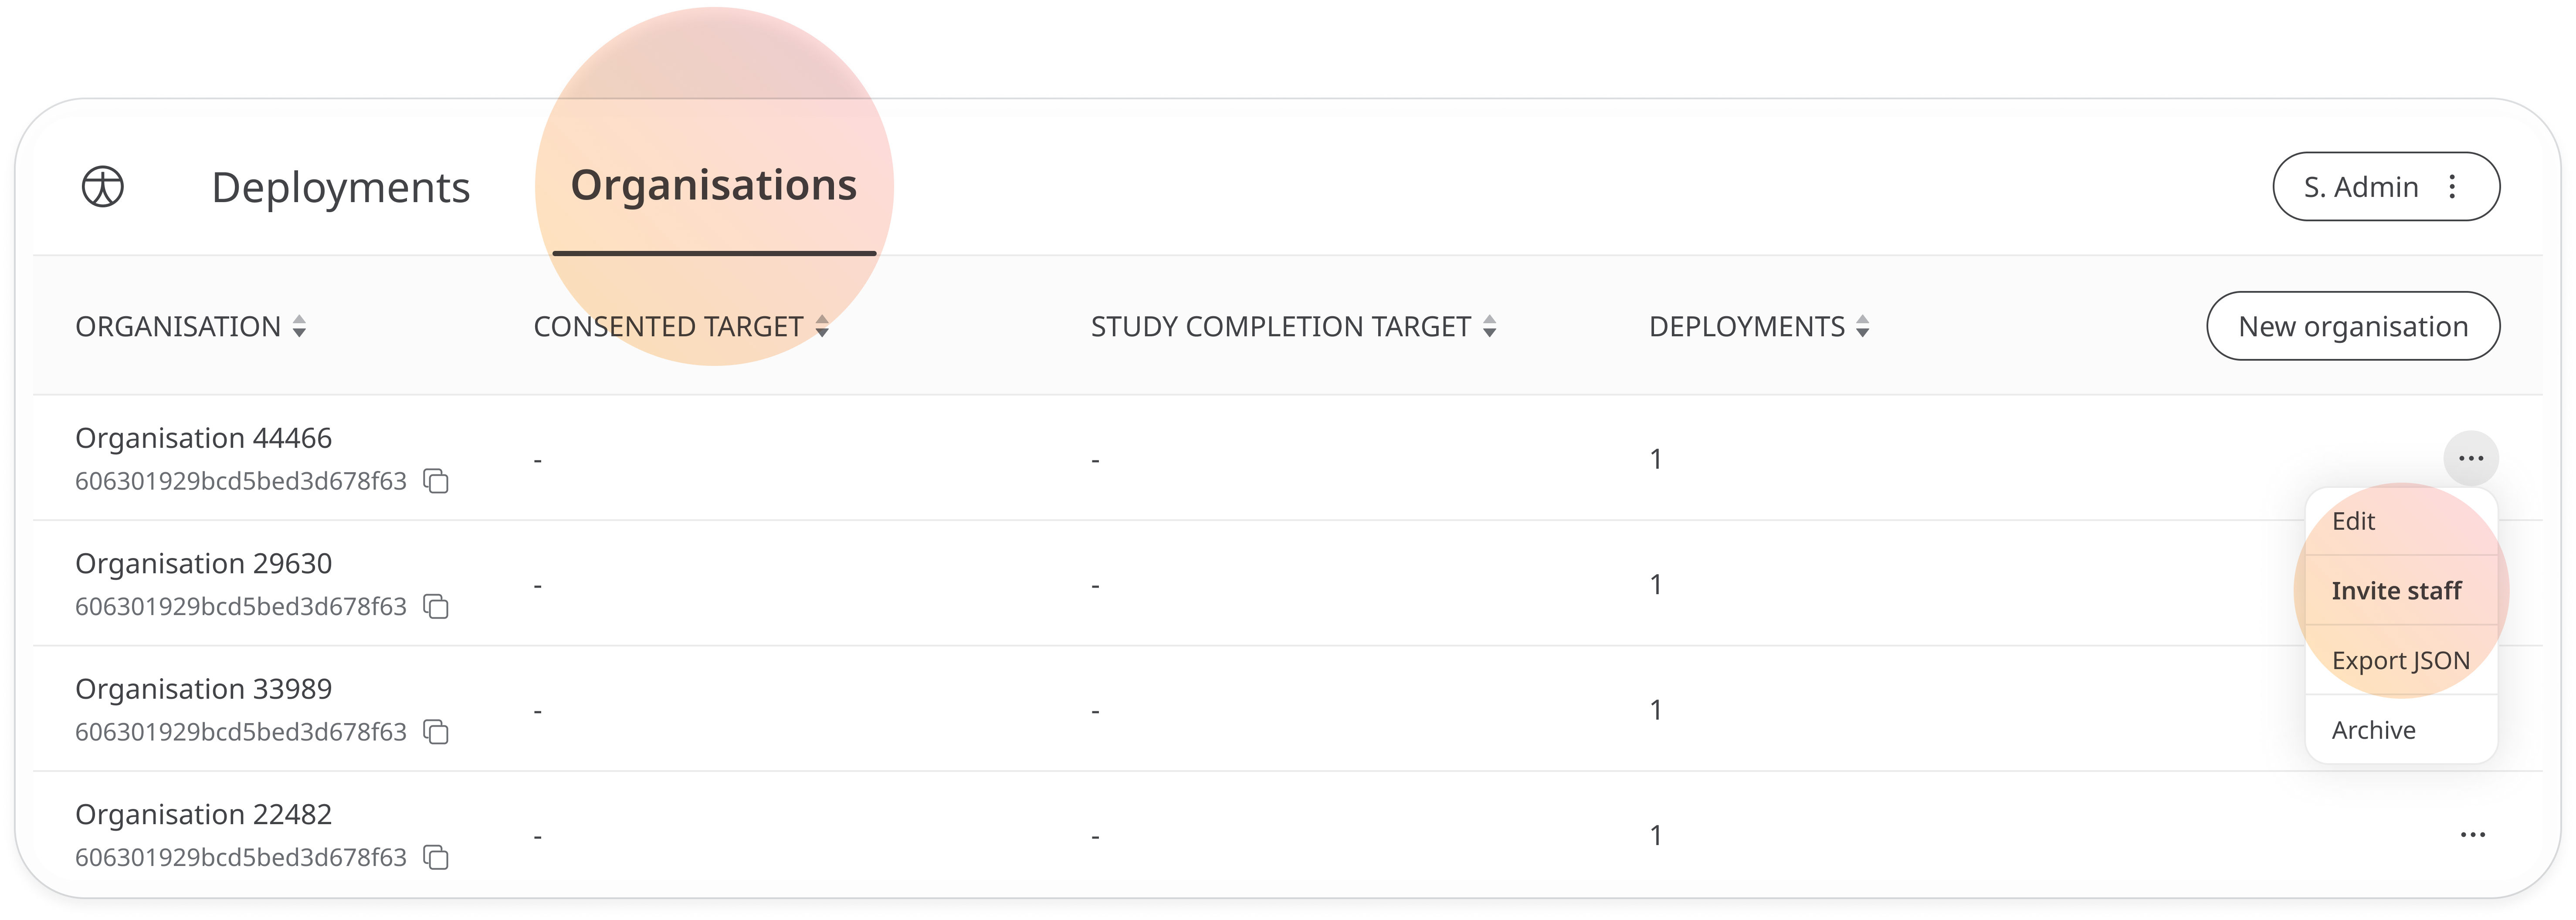 Deployments Organisations S. Admin
ORGANISATION CONSENTED TARGET STUDY COMPLETION TARGET DEPLOYMENTS New organisation
Organisation 44466
606301929bcd5bed3d678f63
- - 1
Edit
Invite staff
Export JSON
Archive
Organisation 29630
606301929bcd5bed3d678f63
- - 1
Organisation 33989
606301929bcd5bed3d678f63
- - 1
Organisation 22482
606301929bcd5bed3d678f63
- - 1